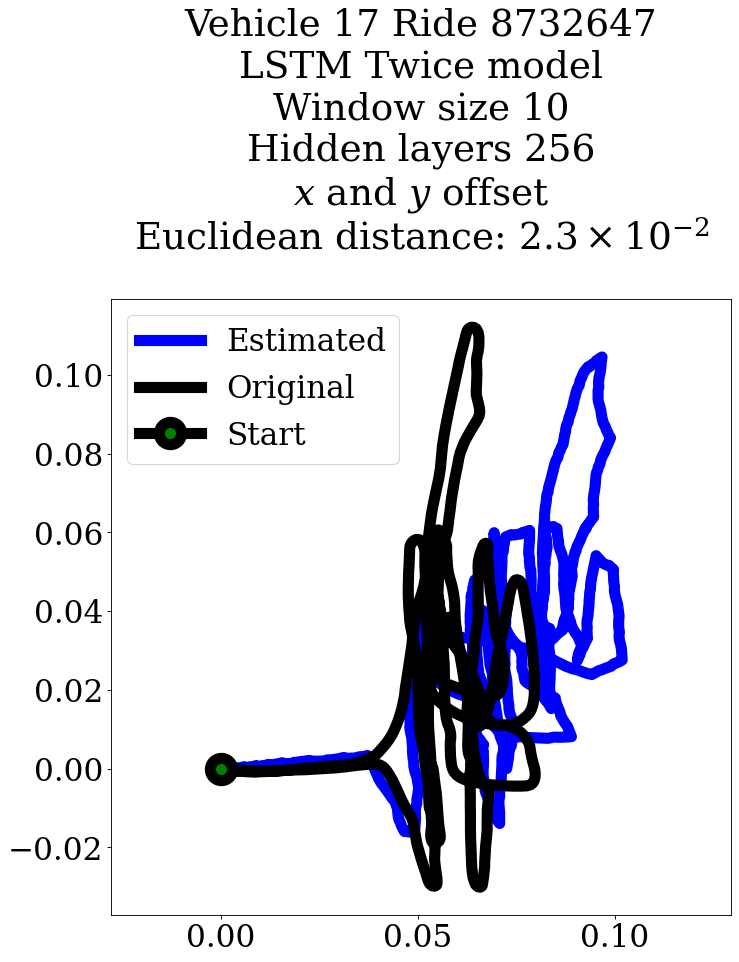 Vehicle 17 Ride 8732647
LSTM Twice model
Window size 10
Hidden layers 256
x and y offset
Euclidean distance: 2.3 × 10⁻²
Estimated
Original
Start
0.10
0.08
0.06
0.04
0.02
0.00
−0.02
0.00 0.05 0.10